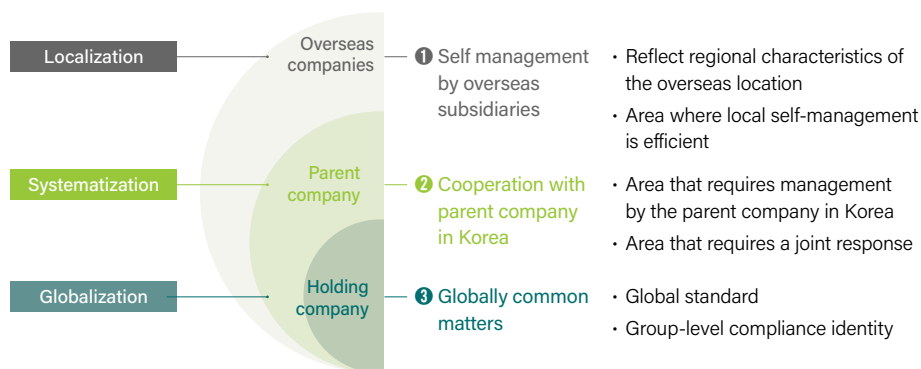 Localization
Overseas
companies
❶ Self management
by overseas
subsidiaries
· Reflect regional characteristics of
the overseas location
· Area where local self-management
is efficient
Systematization
Parent
company
❷ Cooperation with
parent company
in Korea
· Area that requires management
by the parent company in Korea
· Area that requires a joint response
Globalization
Holding
company
❸ Globally common
matters
· Global standard
· Group-level compliance identity